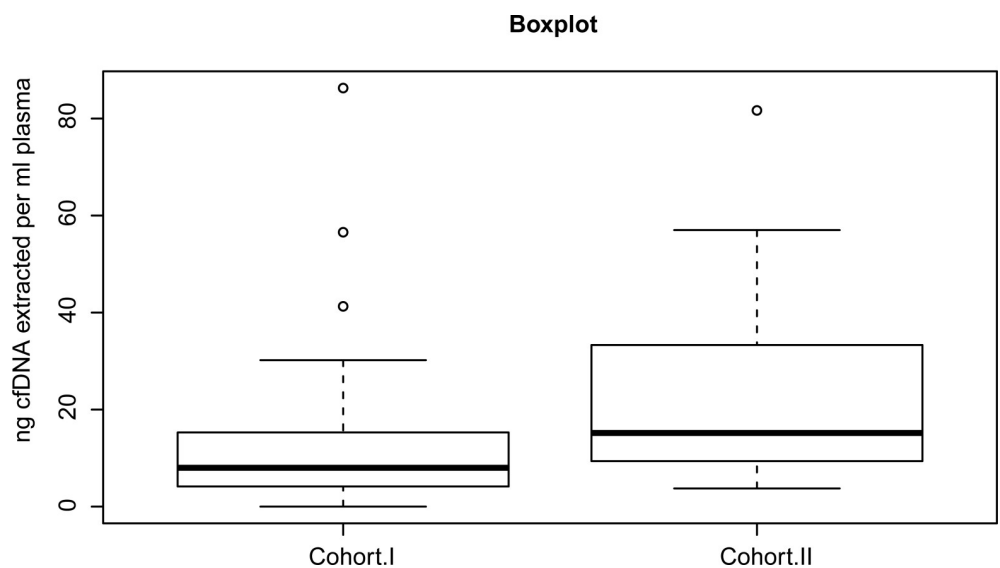 Boxplot
ng cfDNA extracted per ml plasma
80
60
40
20
0
Cohort.I
Cohort.II